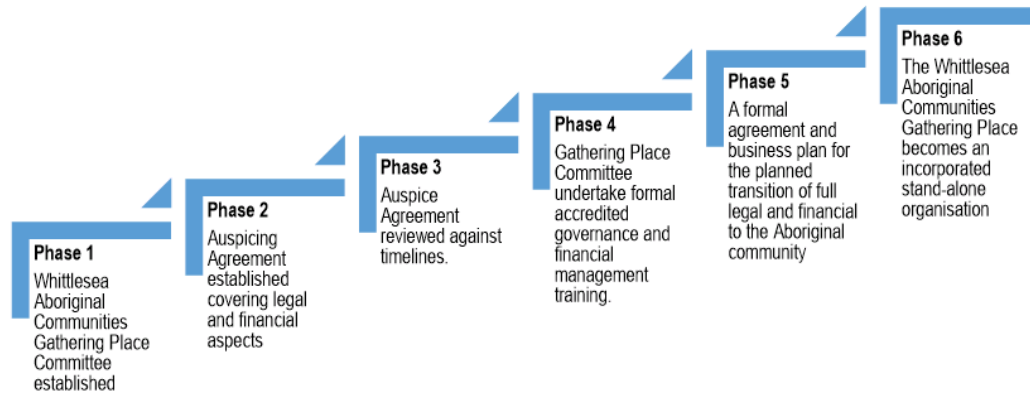 Phase 1
Whittlesea
Aboriginal
Communities
Gathering Place
Committee
established
Phase 2
Auspicing
Agreement
established
covering legal
and financial
aspects
Phase 3
Auspice
Agreement
reviewed against
timelines.
Phase 4
Gathering Place
Committee
undertake formal
accredited
governance and
financial
management
training.
Phase 5
A formal
agreement and
business plan for
the planned
transition of full
legal and financial
to the Aboriginal
community
Phase 6
The Whittlesea
Aboriginal
Communities
Gathering Place
becomes an
incorporated
stand-alone
organisation